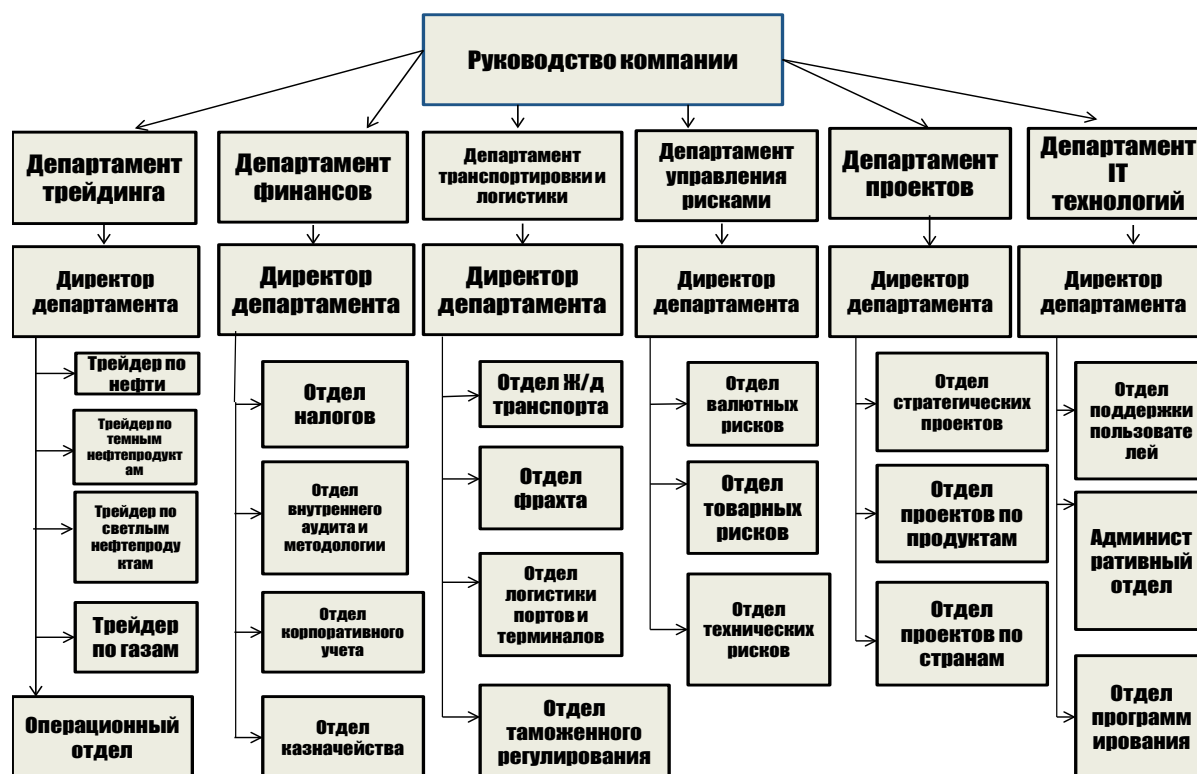 Руководство компании
Департамент
трейдинга
Департамент
финансов
Департамент
транспортировки и
логистики
Департамент
управления
рисками
Департамент
проектов
Департамент
IT
технологий
Директор
департамента
Директор
департамента
Директор
департамента
Директор
департамента
Директор
департамента
Директор
департамента
Трейдер по
нефти
Трейдер по
темным
нефтепродукт
ам
Трейдер по
светлым
нефтепроду
ктам
Трейдер
по газам
Операционный
отдел
Отдел
налогов
Отдел
внутреннего
аудита и
методологии
Отдел
корпоративного
учета
Отдел
казначейства
Отдел Ж/д
транспорта
Отдел
фрахта
Отдел
логистики
портов и
терминалов
Отдел
таможенного
регулирования
Отдел
валютных
рисков
Отдел
товарных
рисков
Отдел
технических
рисков
Отдел
стратегических
проектов
Отдел
проектов по
продуктам
Отдел
проектов по
странам
Отдел
поддержки
пользовате
лей
Админист
ративный
отдел
Отдел
программ
ирования